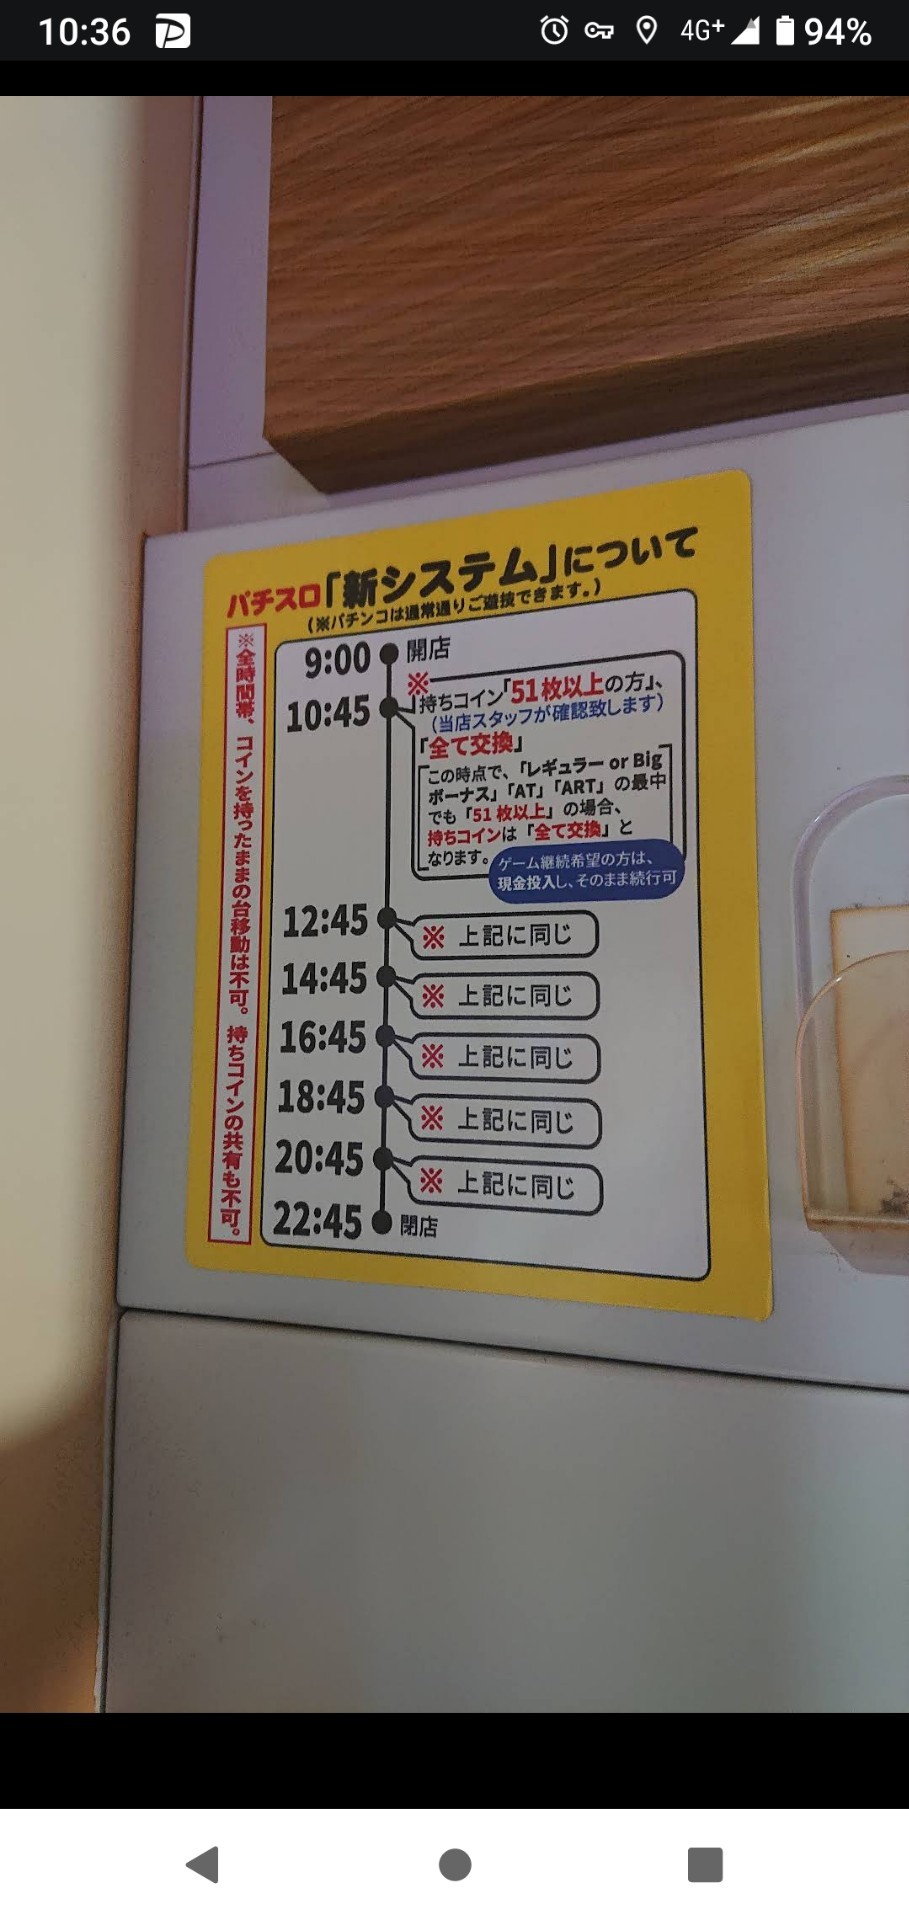 10:36
4G+
94%
パチスロ「新システム」について
(※パチンコは通常通りご遊技できます。)
※全時間帯、コインを持ったままの台移動は不可。持ちコインの共有も不可。
9:00 開店
10:45
※
持ちコイン「51枚以上の方」、
(当店スタッフが確認致します)
「全て交換」
この時点で、「レギュラー or Big
ボーナス」「AT」「ART」の最中
でも「51枚以上」の場合、
持ちコインは「全て交換」と
なります。
ゲーム継続希望の方は、
現金投入し、そのまま続行可
12:45 ※ 上記に同じ
14:45 ※ 上記に同じ
16:45 ※ 上記に同じ
18:45 ※ 上記に同じ
20:45 ※ 上記に同じ
22:45 閉店